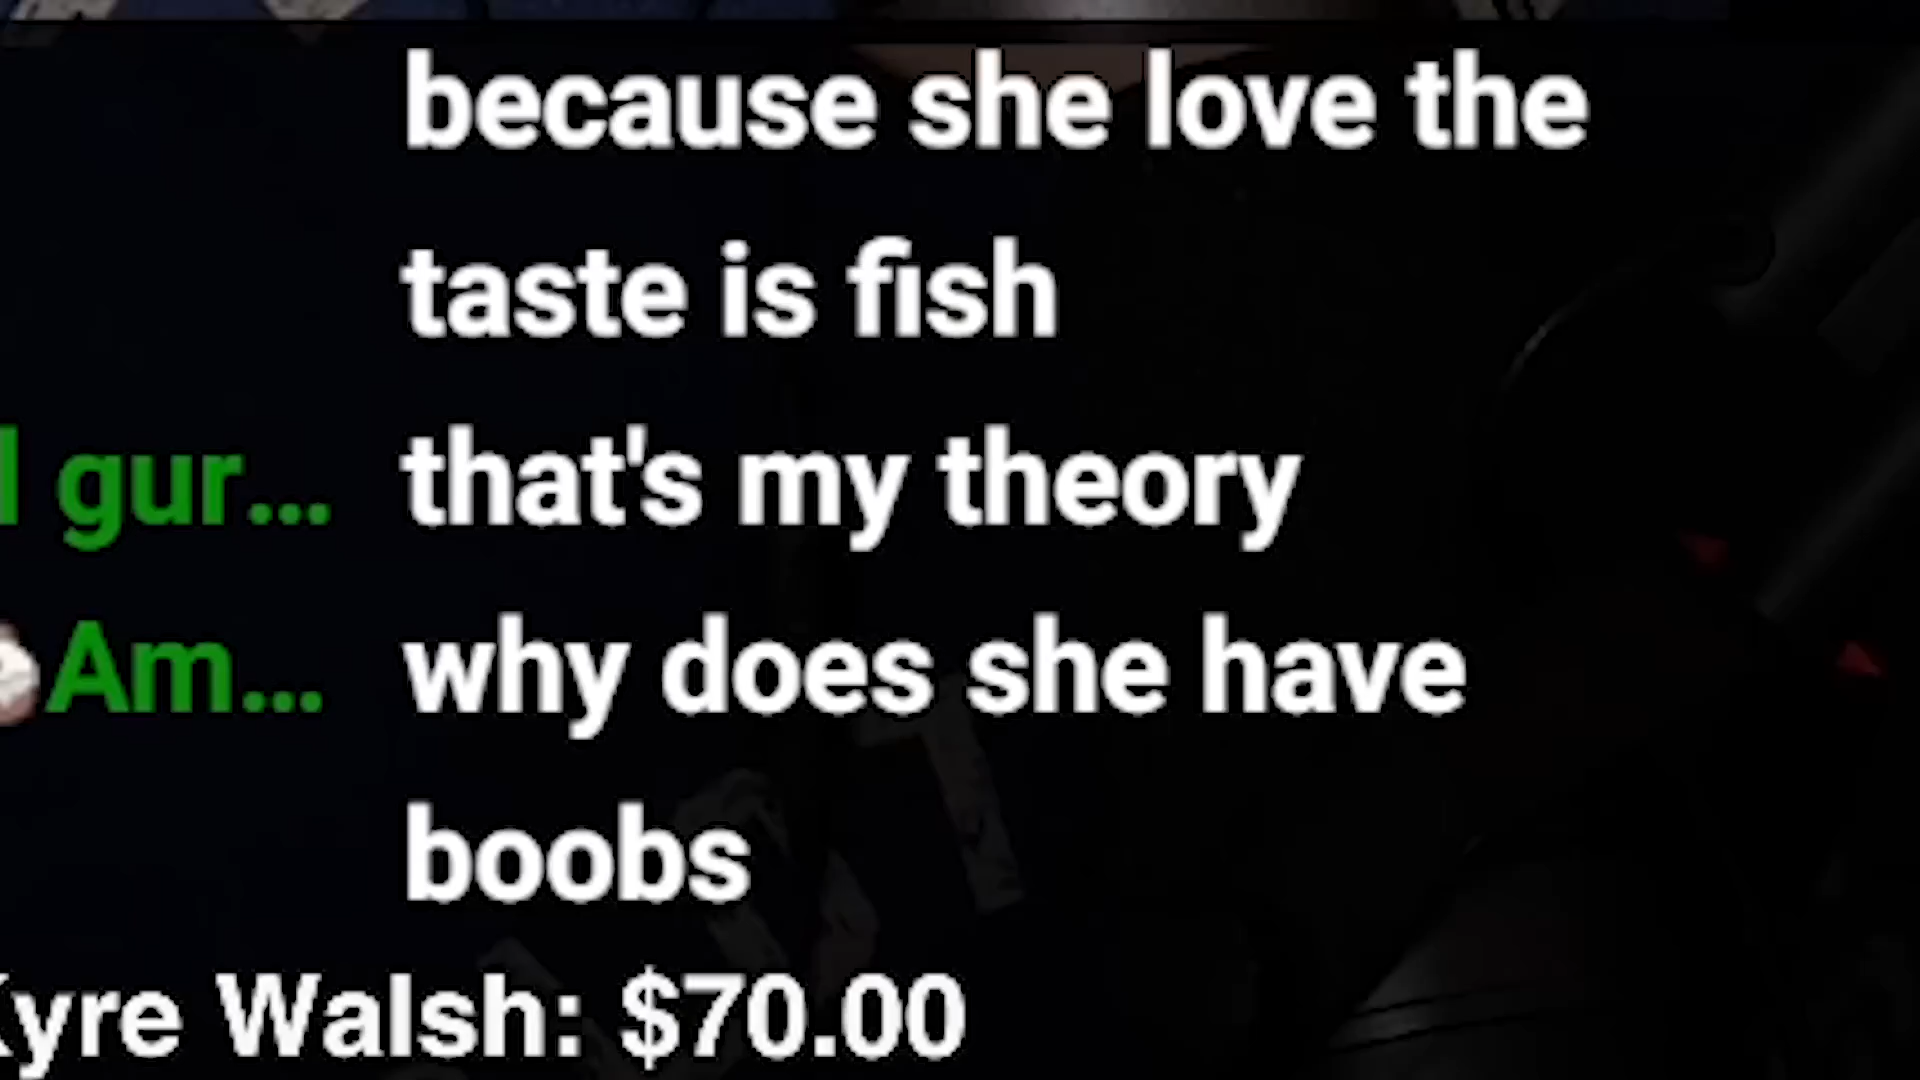 because she love the
taste is fish
gur... that's my theory
Am... why does she have
boobs
Kyre Walsh: $70.00